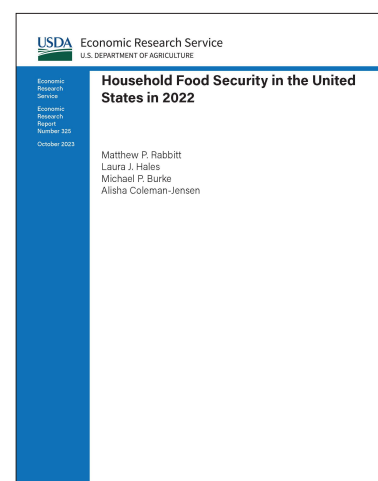 USDA Economic Research Service
U.S. DEPARTMENT OF AGRICULTURE
Economic
Research
Service
Economic
Research
Report
Number 325
October 2023
Household Food Security in the United
States in 2022
Matthew P. Rabbitt
Laura J. Hales
Michael P. Burke
Alisha Coleman-Jensen